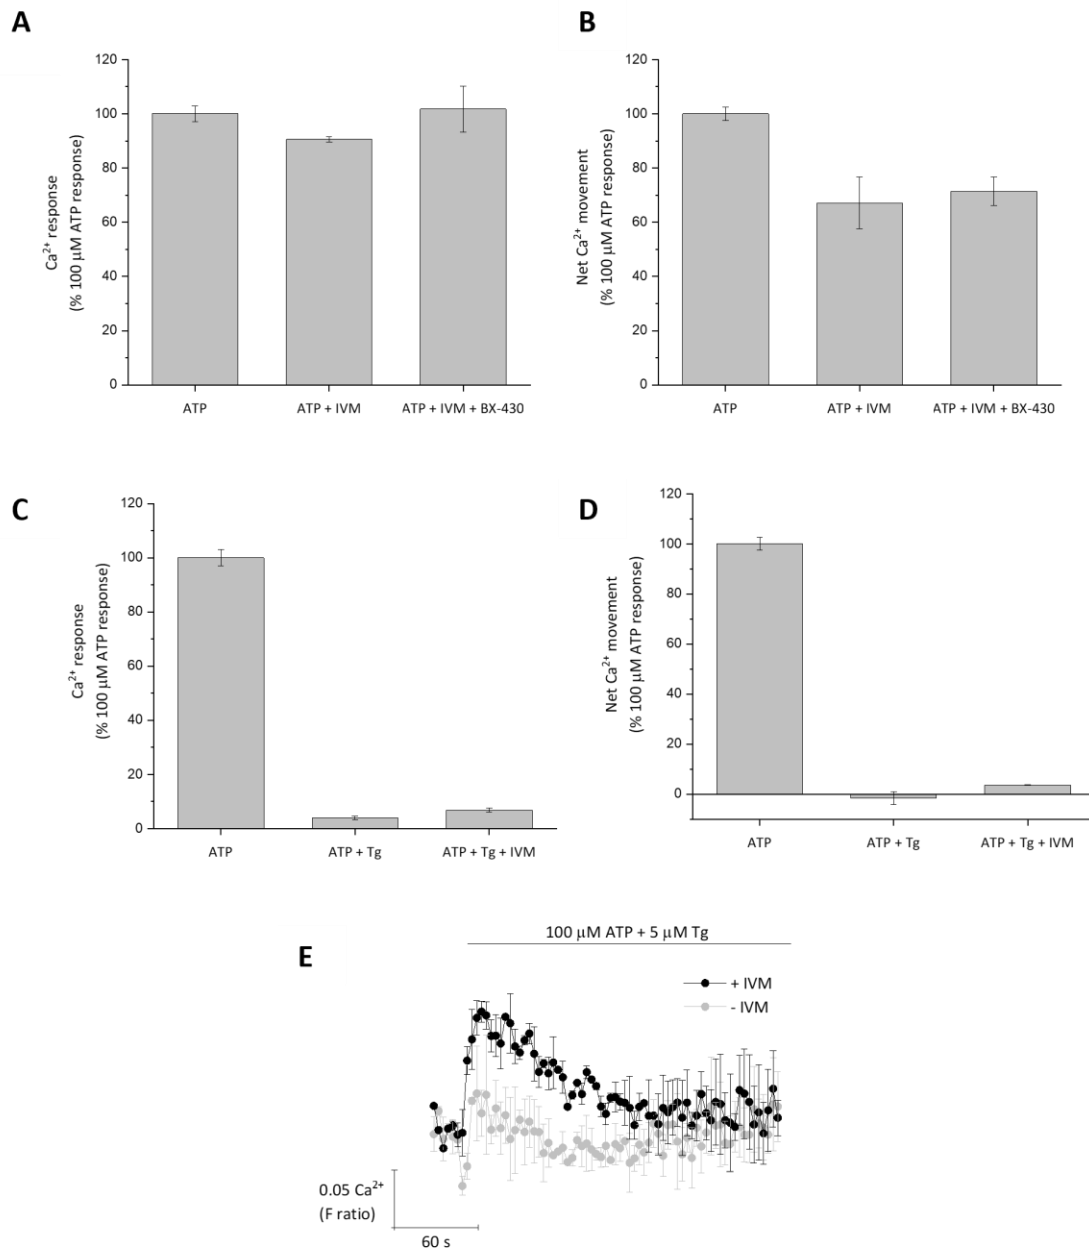 A
Ca²⁺ response
(% 100 μM ATP response)
120
100
80
60
40
20
0
ATP
ATP + IVM
ATP + IVM + BX-430
B
Net Ca²⁺ movement
(% 100 μM ATP response)
120
100
80
60
40
20
0
ATP
ATP + IVM
ATP + IVM + BX-430
C
Ca²⁺ response
(% 100 μM ATP response)
120
100
80
60
40
20
0
ATP
ATP + Tg
ATP + Tg + IVM
D
Net Ca²⁺ movement
(% 100 μM ATP response)
120
100
80
60
40
20
0
ATP
ATP + Tg
ATP + Tg + IVM
E
100 μM ATP + 5 μM Tg
+ IVM
- IVM
0.05 Ca²⁺
(F ratio)
60 s